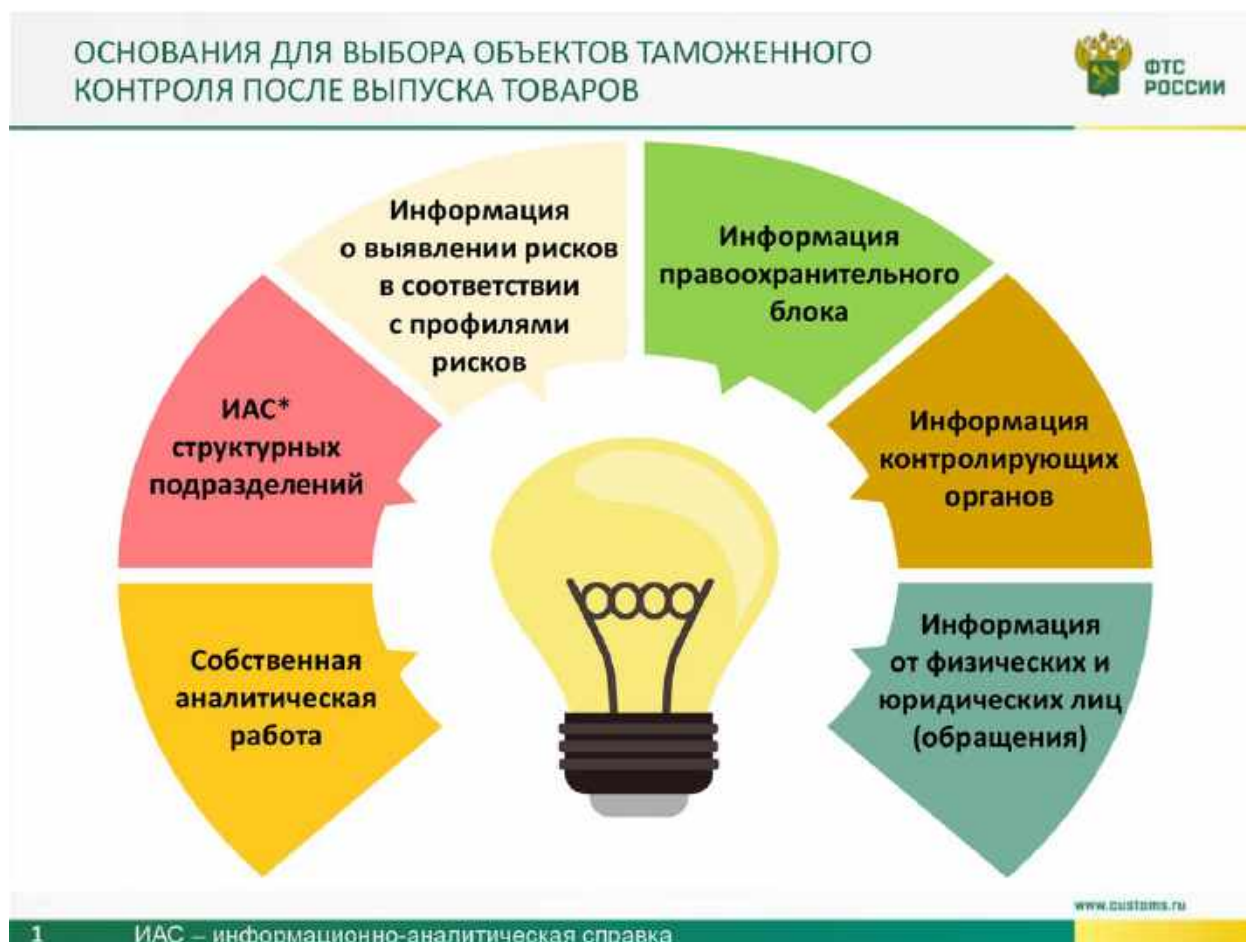 ОСНОВАНИЯ ДЛЯ ВЫБОРА ОБЪЕКТОВ ТАМОЖЕННОГО
КОНТРОЛЯ ПОСЛЕ ВЫПУСКА ТОВАРОВ
ФТС
РОССИИ
Собственная
аналитическая
работа
ИАС*
структурных
подразделений
Информация
о выявлении рисков
в соответствии
с профилями
рисков
Информация
правоохранительного
блока
Информация
контролирующих
органов
Информация
от физических и
юридических лиц
(обращения)
www.customs.ru
1
ИАС – информационно-аналитическая справка